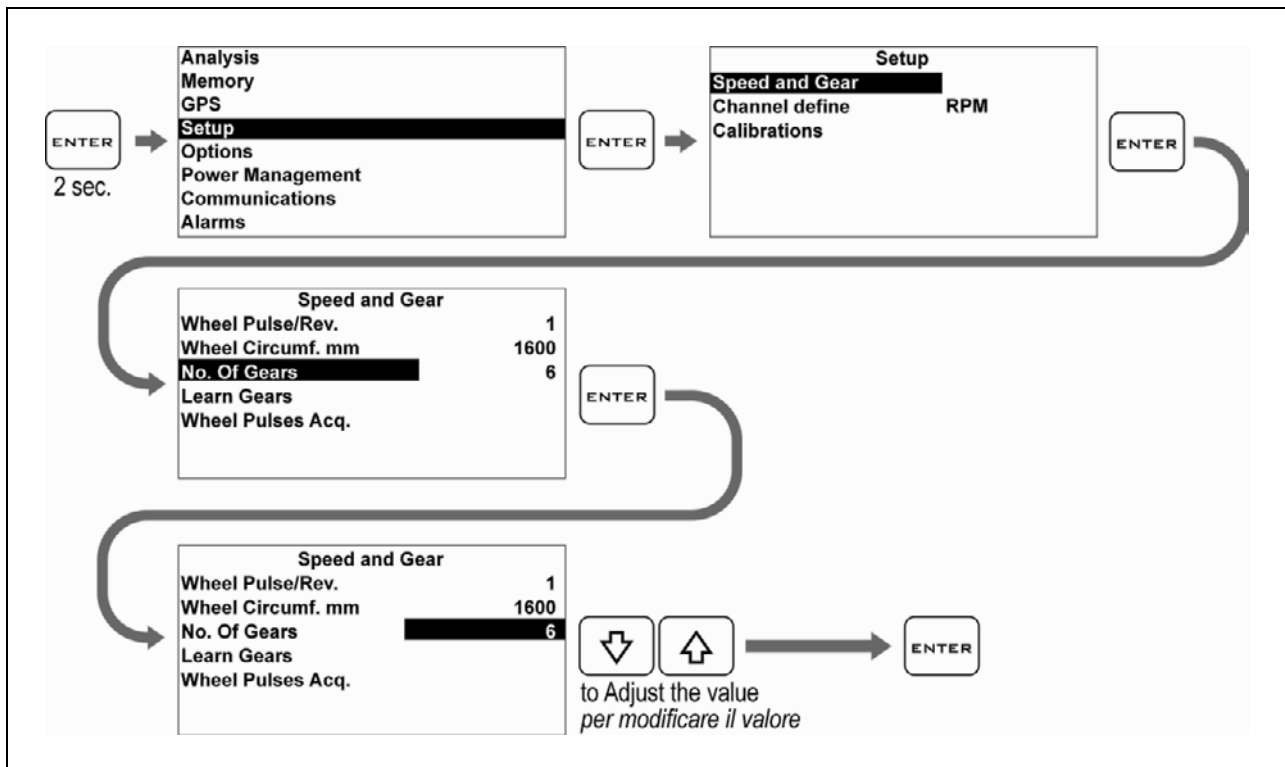 ENTER
2 sec.
Analysis
Memory
GPS
Setup
Options
Power Management
Communications
Alarms
ENTER
Setup
Speed and Gear
Channel define RPM
Calibrations
ENTER
Speed and Gear
Wheel Pulse/Rev. 1
Wheel Circumf. mm 1600
No. Of Gears 6
Learn Gears
Wheel Pulses Acq.
ENTER
Speed and Gear
Wheel Pulse/Rev. 1
Wheel Circumf. mm 1600
No. Of Gears 6
Learn Gears
Wheel Pulses Acq.
to Adjust the value
per modificare il valore
ENTER